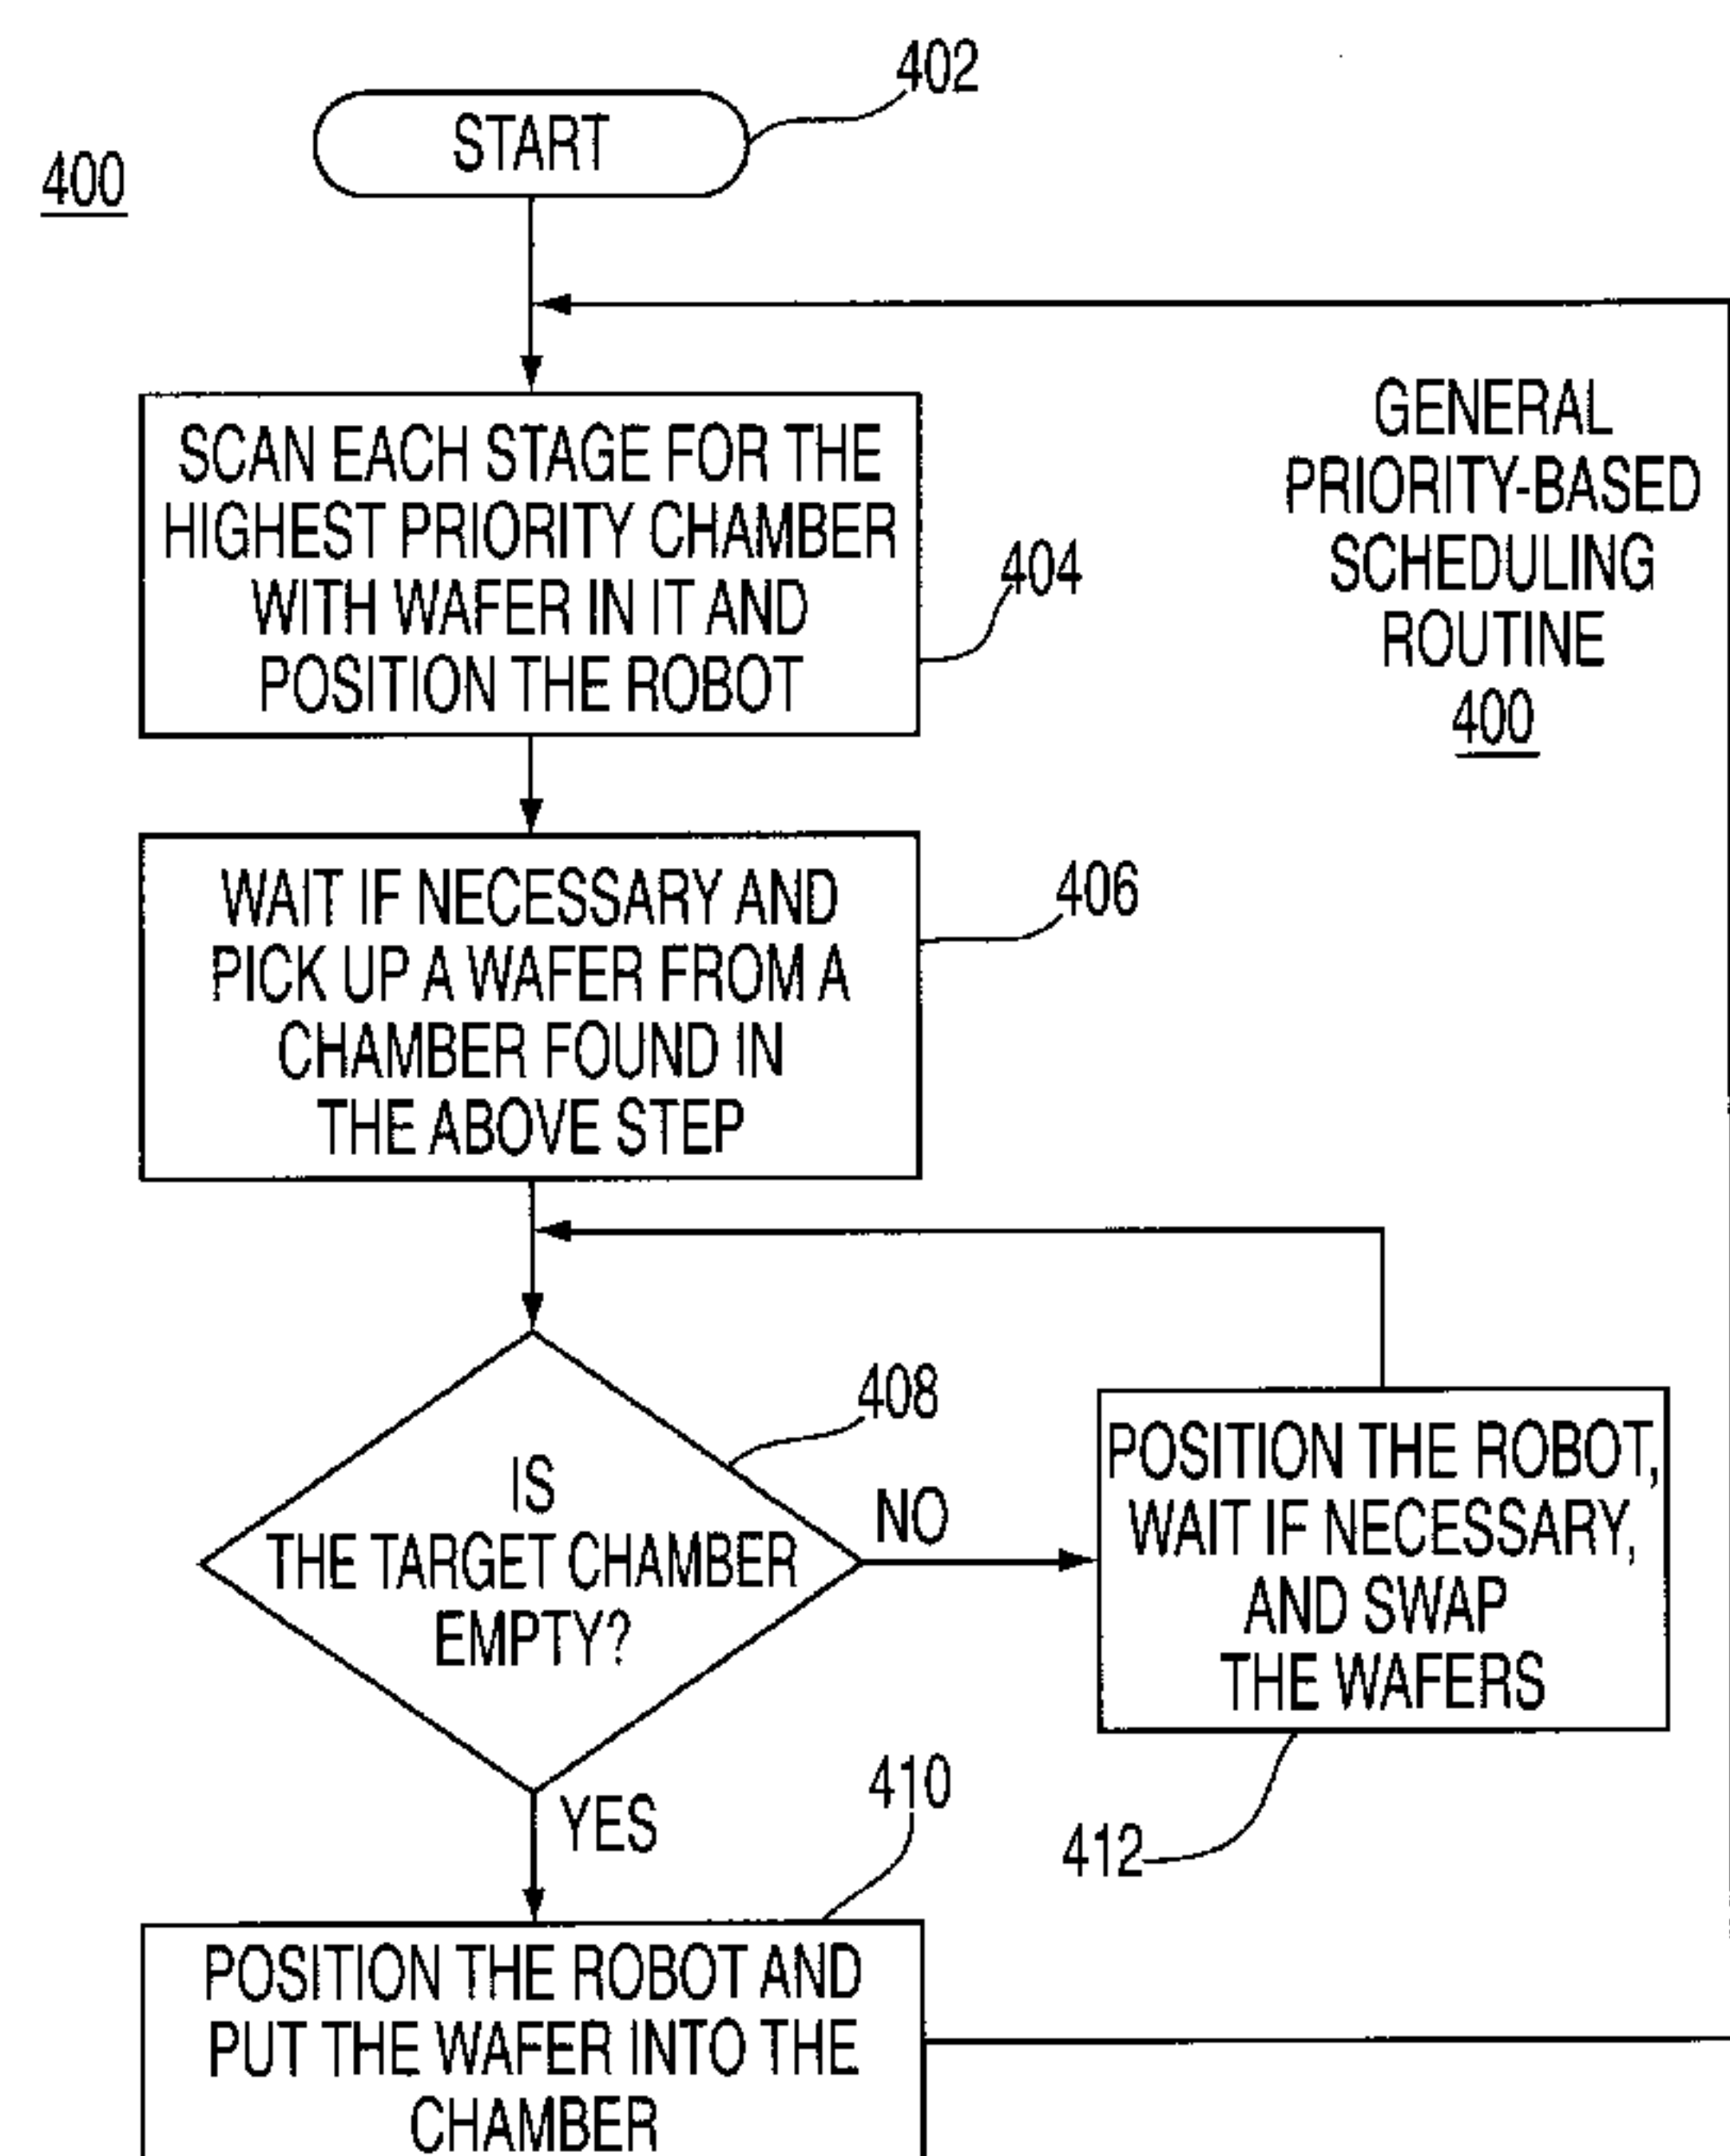 402
START
400
SCAN EACH STAGE FOR THE
HIGHEST PRIORITY CHAMBER
WITH WAFER IN IT AND
POSITION THE ROBOT
404
GENERAL
PRIORITY-BASED
SCHEDULING
ROUTINE
400
WAIT IF NECESSARY AND
PICK UP A WAFER FROM A
CHAMBER FOUND IN
THE ABOVE STEP
406
408
IS
THE TARGET CHAMBER
EMPTY?
NO
POSITION THE ROBOT,
WAIT IF NECESSARY,
AND SWAP
THE WAFERS
412
YES
410
POSITION THE ROBOT AND
PUT THE WAFER INTO THE
CHAMBER